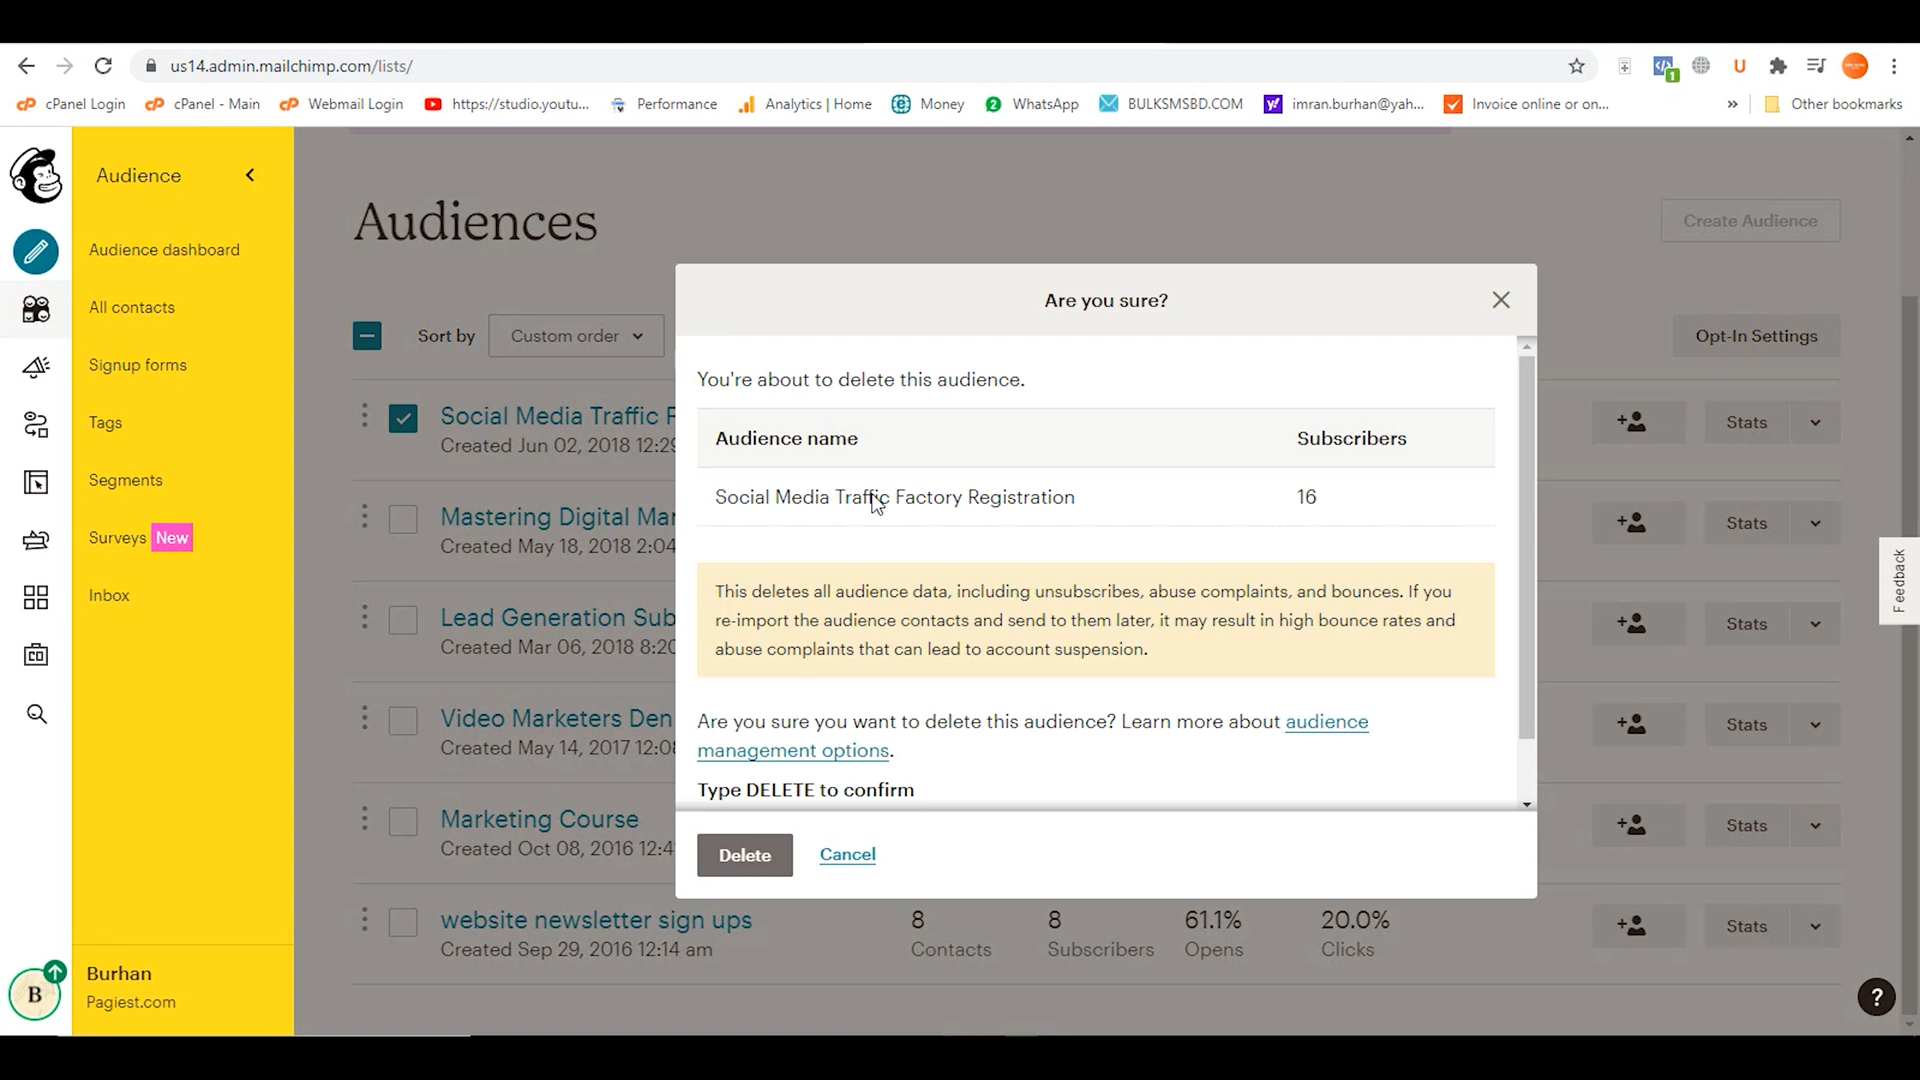 us14.admin.mailchimp.com/lists/
1
cPanel Login
cPanel - Main
Webmail Login
https://studio.youtu...
Performance
Analytics | Home
Money
2
WhatsApp
BULKSMSBD.COM
imran.burhan@yah...
Invoice online or on...
»
Other bookmarks
Audience
Audience dashboard
All contacts
Signup forms
Tags
Segments
Surveys New
Inbox
B
Burhan
Pagiest.com
Audiences
Create Audience
Sort by
Custom order
Opt-In Settings
Social Media Traffic F
Created Jun 02, 2018 12:29
Stats
Mastering Digital Mar
Created May 18, 2018 2:04
Stats
Lead Generation Sub
Created Mar 06, 2018 8:20
Stats
Video Marketers Den
Created May 14, 2017 12:08
Stats
Marketing Course
Created Oct 08, 2016 12:4
Stats
website newsletter sign ups
Created Sep 29, 2016 12:14 am
8
Contacts
8
Subscribers
61.1%
Opens
20.0%
Clicks
Stats
Are you sure?
You're about to delete this audience.
Audience name
Subscribers
Social Media Traffic Factory Registration
16
This deletes all audience data, including unsubscribes, abuse complaints, and bounces. If you
re-import the audience contacts and send to them later, it may result in high bounce rates and
abuse complaints that can lead to account suspension.
Are you sure you want to delete this audience? Learn more about audience
management options.
Type DELETE to confirm
Delete
Cancel
Feedback
?